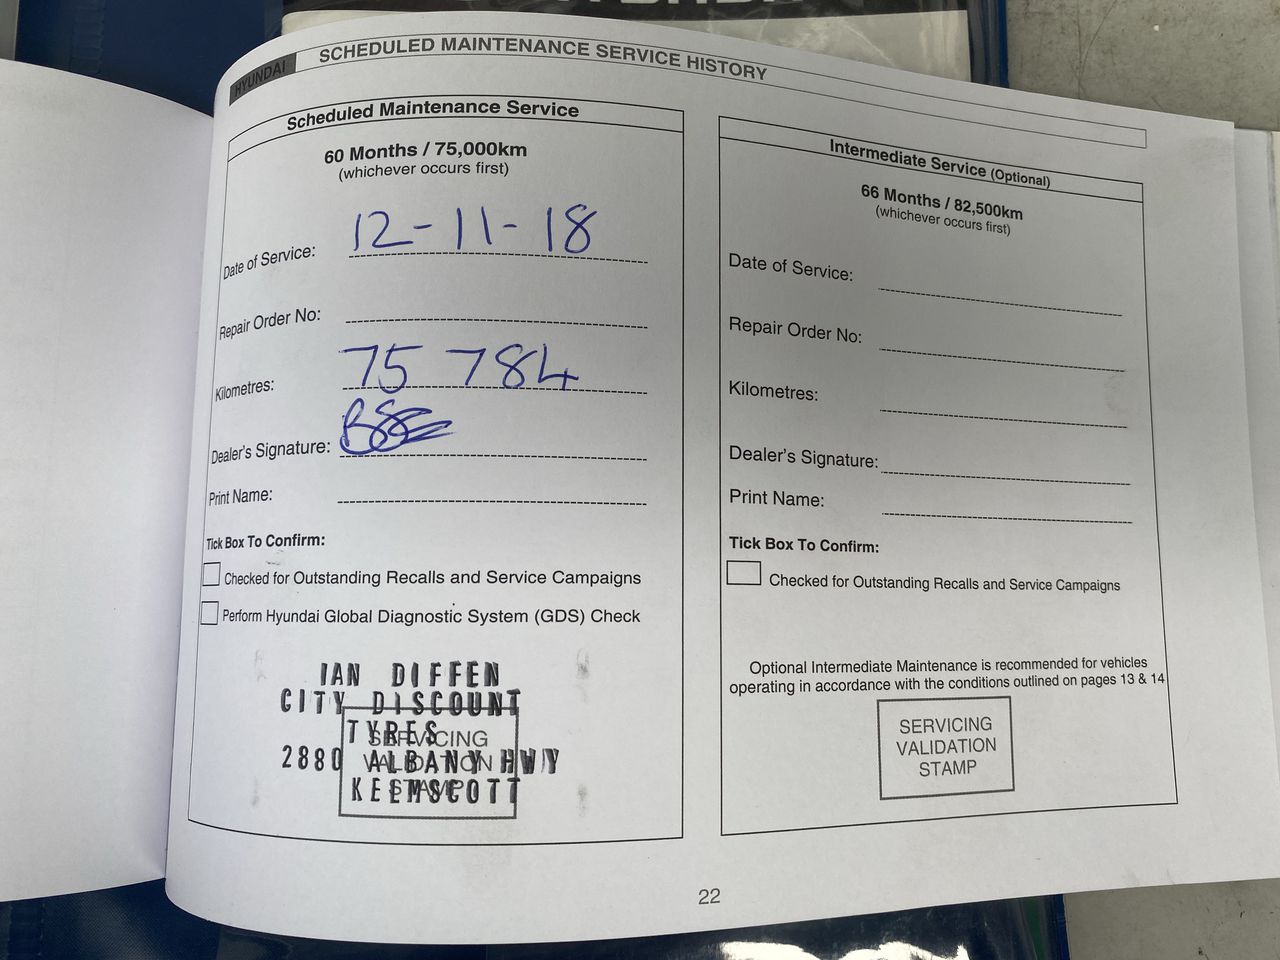 HYUNDAI
SCHEDULED MAINTENANCE SERVICE HISTORY
Scheduled Maintenance Service
60 Months / 75,000km
(whichever occurs first)
Date of Service: 12-11-18
Repair Order No:
Kilometres: 75 784
Dealer's Signature:
Print Name:
Tick Box To Confirm:
Checked for Outstanding Recalls and Service Campaigns
Perform Hyundai Global Diagnostic System (GDS) Check
IAN DIFFEN
CITY DISCOUNT
TYRES
2880 ALBANY HWY
KELMSCOTT
SERVICING
VALIDATION
STAMP
Intermediate Service (Optional)
66 Months / 82,500km
(whichever occurs first)
Date of Service:
Repair Order No:
Kilometres:
Dealer's Signature:
Print Name:
Tick Box To Confirm:
Checked for Outstanding Recalls and Service Campaigns
Optional Intermediate Maintenance is recommended for vehicles
operating in accordance with the conditions outlined on pages 13 & 14
SERVICING
VALIDATION
STAMP
22